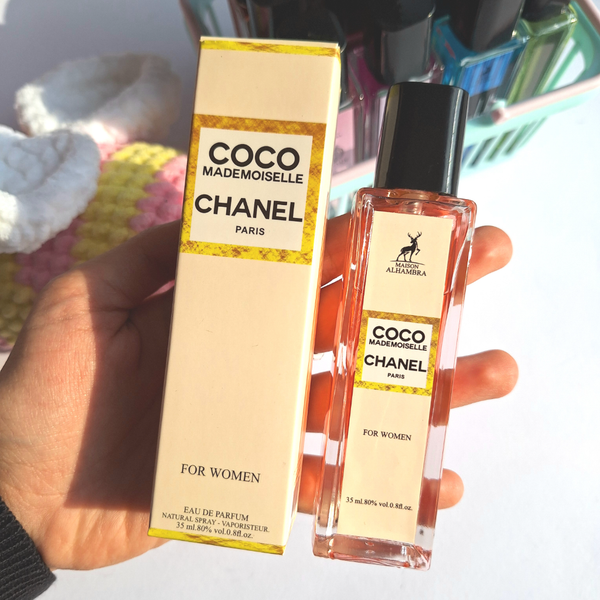 COCO
MADEMOISELLE
CHANEL
PARIS
FOR WOMEN
EAU DE PARFUM
NATURAL SPRAY - VAPORISTEUR
35 ml.80% vol.0.8fl.oz.
MAISON
ALHAMBRA
COCO
MADEMOISELLE
CHANEL
PARIS
FOR WOMEN
35 ml.80% vol.0.8fl.oz.